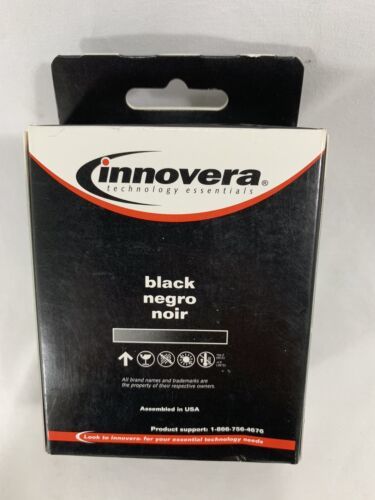 innovera®
technology essentials
black
negro
noir
All brand names and trademarks are
the property of their respective owners.
Assembled in USA
Product support: 1-866-756-4676
Look to Innovera® for your essential technology needs